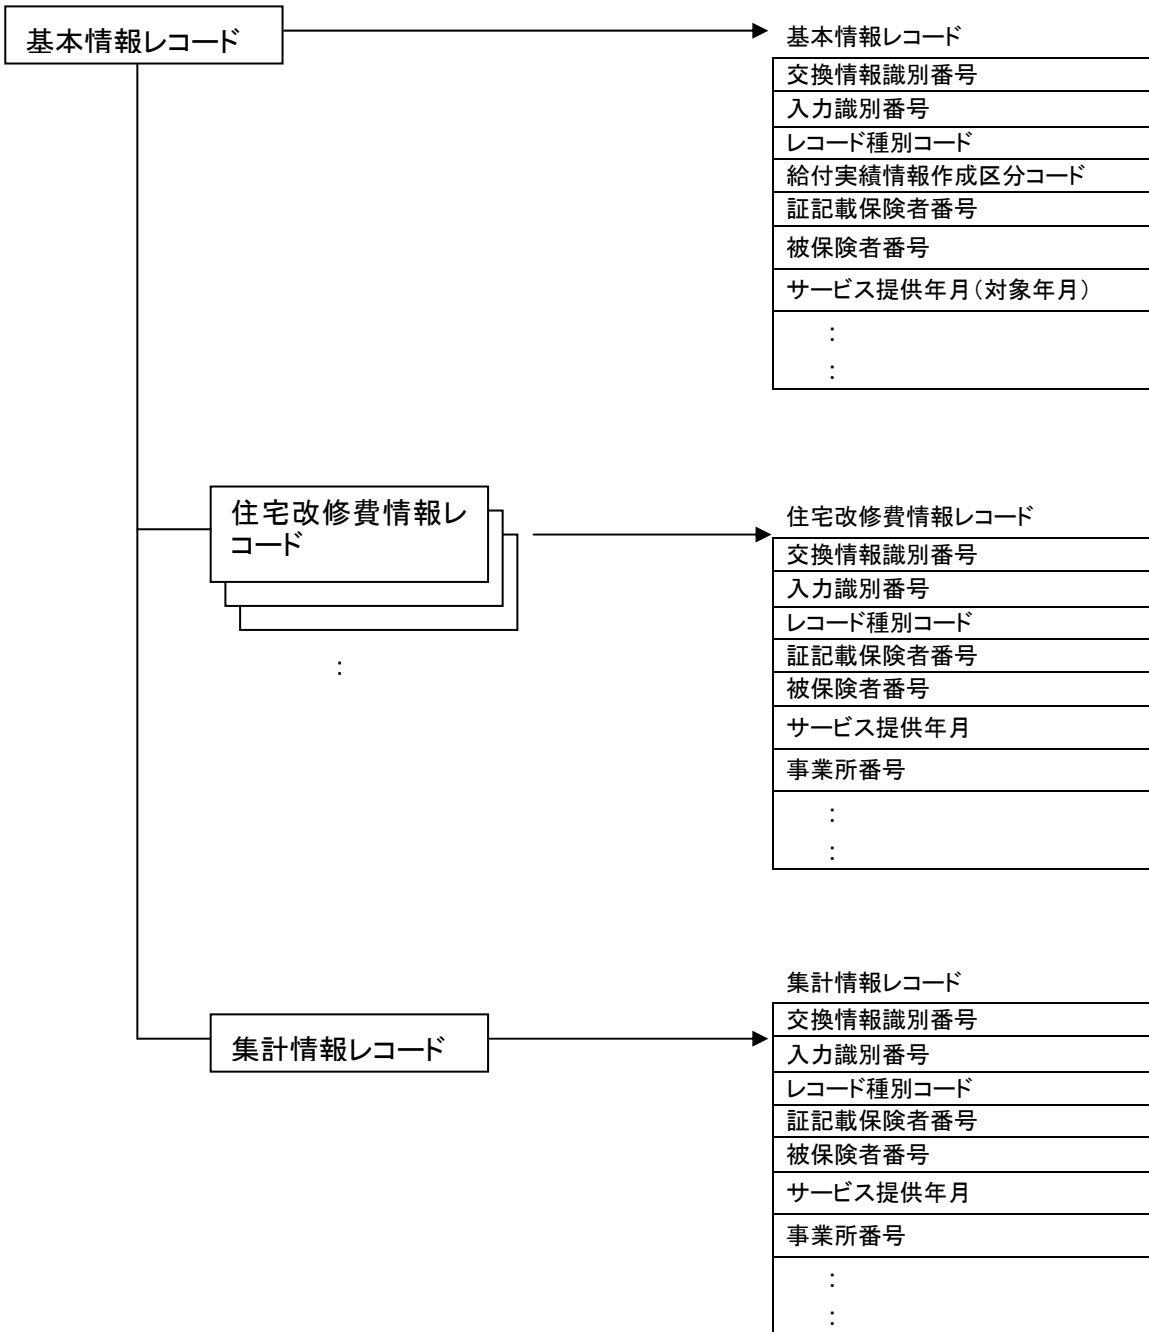 基本情報レコード
基本情報レコード
交換情報識別番号
入力識別番号
レコード種別コード
給付実績情報作成区分コード
証記載保険者番号
被保険者番号
サービス提供年月(対象年月)
:
:
住宅改修費情報レ
コード
:
住宅改修費情報レコード
交換情報識別番号
入力識別番号
レコード種別コード
証記載保険者番号
被保険者番号
サービス提供年月
事業所番号
:
:
集計情報レコード
集計情報レコード
交換情報識別番号
入力識別番号
レコード種別コード
証記載保険者番号
被保険者番号
サービス提供年月
事業所番号
:
: